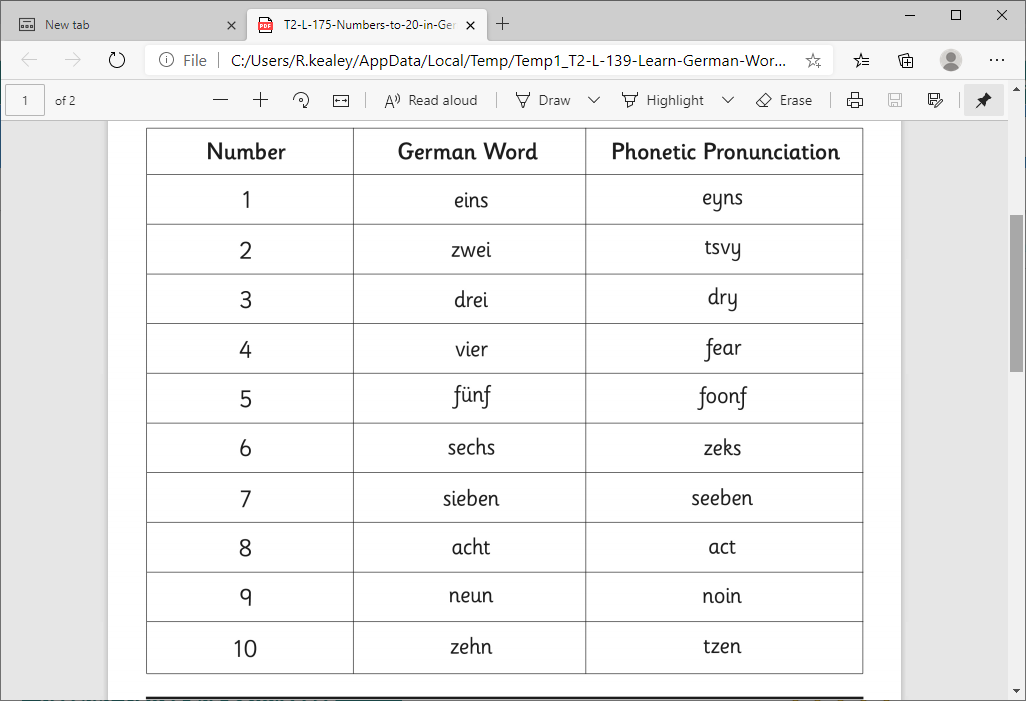 New tab
PDF
T2-L-175-Numbers-to-20-in-Ger
File
C:/Users/R.kealey/AppData/Local/Temp/Temp1_T2-L-139-Learn-German-Wor...
1 of 2
A Read aloud
Draw
Highlight
Erase
Number German Word Phonetic Pronunciation
1 eins eyns
2 zwei tsvy
3 drei dry
4 vier fear
5 fünf foonf
6 sechs zeks
7 sieben seeben
8 acht act
9 neun noin
10 zehn tzen